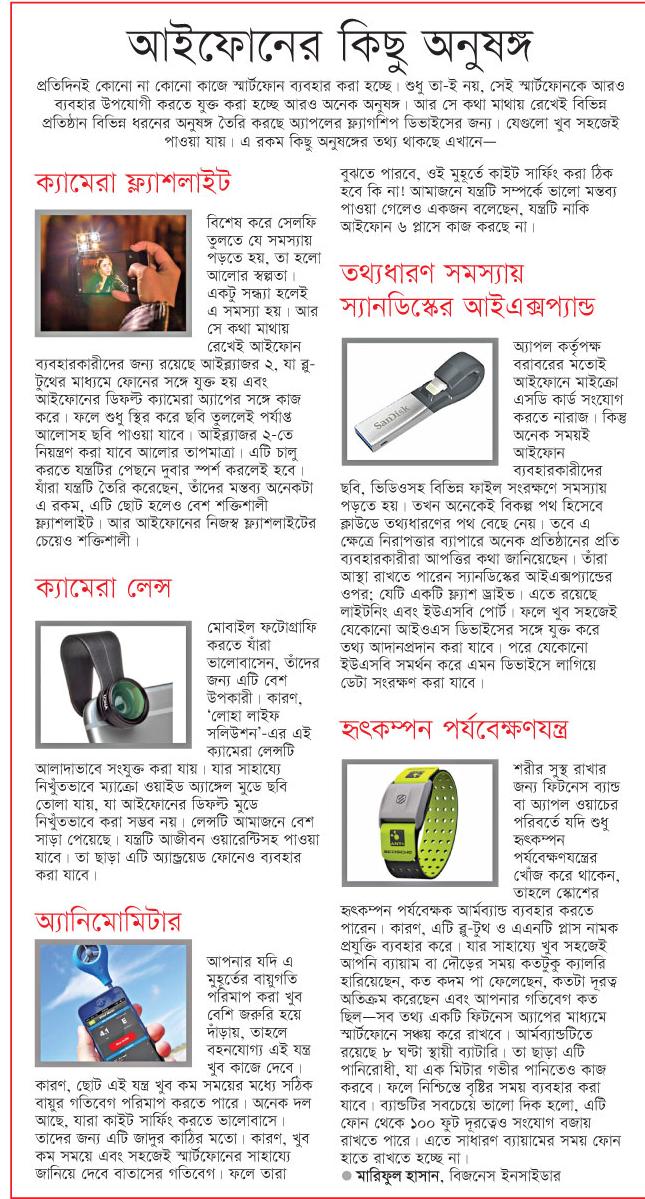 আইফোনের কিছু অনুষঙ্গ
প্রতিদিনই কোনো না কোনো কাজে স্মার্টফোন ব্যবহার করা হচ্ছে। শুধু তা-ই নয়, সেই স্মার্টফোনকে আরও
ব্যবহার উপযোগী করতে যুক্ত করা হচ্ছে আরও অনেক অনুষঙ্গ। আর সে কথা মাথায় রেখেই বিভিন্ন
প্রতিষ্ঠান বিভিন্ন ধরনের অনুষঙ্গ তৈরি করছে অ্যাপলের ফ্ল্যাগশিপ ডিভাইসের জন্য। যেগুলো খুব সহজেই
পাওয়া যায়। এ রকম কিছু অনুষঙ্গের তথ্য থাকছে এখানে—
ক্যামেরা ফ্ল্যাশলাইট
বিশেষ করে সেলফি
তুলতে যে সমস্যায়
পড়তে হয়, তা হলো
আলোর স্বল্পতা।
একটু সন্ধ্যা হলেই
এ সমস্যা হয়। আর
সে কথা মাথায়
রেখেই আইফোন
ব্যবহারকারীদের জন্য রয়েছে আইব্ল্যাজর ২, যা ব্লু-
টুথের মাধ্যমে ফোনের সঙ্গে যুক্ত হয় এবং
আইফোনের ডিফল্ট ক্যামেরা অ্যাপের সঙ্গে কাজ
করে। ফলে শুধু স্থির করে ছবি তুললেই পর্যাপ্ত
আলোসহ ছবি পাওয়া যাবে। আইব্ল্যাজর ২-তে
নিয়ন্ত্রণ করা যাবে আলোর তাপমাত্রা। এটি চালু
করতে যন্ত্রটির পেছনে দুবার স্পর্শ করলেই হবে।
যাঁরা যন্ত্রটি তৈরি করেছেন, তাঁদের মন্তব্য অনেকটা
এ রকম, এটি ছোট হলেও বেশ শক্তিশালী
ফ্ল্যাশলাইট। আর আইফোনের নিজস্ব ফ্ল্যাশলাইটের
চেয়েও শক্তিশালী।
ক্যামেরা লেন্স
মোবাইল ফটোগ্রাফি
করতে যাঁরা
ভালোবাসেন, তাঁদের
জন্য এটি বেশ
উপকারী। কারণ,
‘লোহা লাইফ
সলিউশন’-এর এই
ক্যামেরা লেন্সটি
আলাদাভাবে সংযুক্ত করা যায়। যার সাহায্যে
নিখুঁতভাবে ম্যাক্রো ওয়াইড অ্যাঙ্গেল মুডে ছবি
তোলা যায়, যা আইফোনের ডিফল্ট মুডে
নিখুঁতভাবে করা সম্ভব নয়। লেন্সটি আমাজনে বেশ
সাড়া পেয়েছে। যন্ত্রটি আজীবন ওয়ারেন্টিসহ পাওয়া
যাবে। তা ছাড়া এটি অ্যান্ড্রয়েড ফোনেও ব্যবহার
করা যাবে।
অ্যানিমোমিটার
4.1
আপনার যদি এ
মুহূর্তের বায়ুগতি
পরিমাপ করা খুব
বেশি জরুরি হয়ে
দাঁড়ায়, তাহলে
বহনযোগ্য এই যন্ত্র
খুব কাজে দেবে।
কারণ, ছোট এই যন্ত্র খুব কম সময়ের মধ্যে সঠিক
বায়ুর গতিবেগ পরিমাপ করতে পারে। অনেক দল
আছে, যারা কাইট সার্ফিং করতে ভালোবাসে।
তাদের জন্য এটি জাদুর কাঠির মতো। কারণ, খুব
কম সময়ে এবং সহজেই স্মার্টফোনের সাহায্যে
জানিয়ে দেবে বাতাসের গতিবেগ। ফলে তারা
বুঝতে পারবে, ওই মুহূর্তে কাইট সার্ফিং করা ঠিক
হবে কি না! আমাজনে যন্ত্রটি সম্পর্কে ভালো মন্তব্য
পাওয়া গেলেও একজন বলেছেন, যন্ত্রটি নাকি
আইফোন ৬ প্লাসে কাজ করছে না।
তথ্যধারণ সমস্যায়
স্যানডিস্কের আইএক্সপ্যান্ড
SanDisk
অ্যাপল কর্তৃপক্ষ
বরাবরের মতোই
আইফোনে মাইক্রো
এসডি কার্ড সংযোগ
করতে নারাজ। কিন্তু
অনেক সময়ই
আইফোন
ব্যবহারকারীদের
ছবি, ভিডিওসহ বিভিন্ন ফাইল সংরক্ষণে সমস্যায়
পড়তে হয়। তখন অনেকেই বিকল্প পথ হিসেবে
ক্লাউডে তথ্যধারণের পথ বেছে নেয়। তবে এ
ক্ষেত্রে নিরাপত্তার ব্যাপারে অনেক প্রতিষ্ঠানের প্রতি
ব্যবহারকারীরা আপত্তির কথা জানিয়েছেন। তাঁরা
আস্থা রাখতে পারেন স্যানডিস্কের আইএক্সপ্যান্ডের
ওপর; যেটি একটি ফ্ল্যাশ ড্রাইভ। এতে রয়েছে
লাইটনিং এবং ইউএসবি পোর্ট। ফলে খুব সহজেই
যেকোনো আইওএস ডিভাইসের সঙ্গে যুক্ত করে
তথ্য আদানপ্রদান করা যাবে। পরে যেকোনো
ইউএসবি সমর্থন করে এমন ডিভাইসে লাগিয়ে
ডেটা সংরক্ষণ করা যাবে।
হৃৎকম্পন পর্যবেক্ষণযন্ত্র
ANT+
SCOSCHE
শরীর সুস্থ রাখার
জন্য ফিটনেস ব্যান্ড
বা অ্যাপল ওয়াচের
পরিবর্তে যদি শুধু
হৃৎকম্পন
পর্যবেক্ষণযন্ত্রের
খোঁজ করে থাকেন,
তাহলে স্কোশের
হৃৎকম্পন পর্যবেক্ষক আর্মব্যান্ড ব্যবহার করতে
পারেন। কারণ, এটি ব্লু-টুথ ও এএনটি প্লাস নামক
প্রযুক্তি ব্যবহার করে। যার সাহায্যে খুব সহজেই
আপনি ব্যায়াম বা দৌড়ের সময় কতটুকু ক্যালরি
হারিয়েছেন, কত কদম পা ফেলেছেন, কতটা দূরত্ব
অতিক্রম করেছেন এবং আপনার গতিবেগ কত
ছিল—সব তথ্য একটি ফিটনেস অ্যাপের মাধ্যমে
স্মার্টফোনে সঞ্চয় করে রাখবে। আর্মব্যান্ডটিতে
রয়েছে ৮ ঘণ্টা স্থায়ী ব্যাটারি। তা ছাড়া এটি
পানিরোধী, যা এক মিটার গভীর পানিতেও কাজ
করবে। ফলে নিশ্চিন্তে বৃষ্টির সময় ব্যবহার করা
যাবে। ব্যান্ডটির সবচেয়ে ভালো দিক হলো, এটি
ফোন থেকে ১০০ ফুট দূরত্বেও সংযোগ বজায়
রাখতে পারে। এতে সাধারণ ব্যায়ামের সময় ফোন
হাতে রাখতে হচ্ছে না।
● মারিফুল হাসান, বিজনেস ইনসাইডার